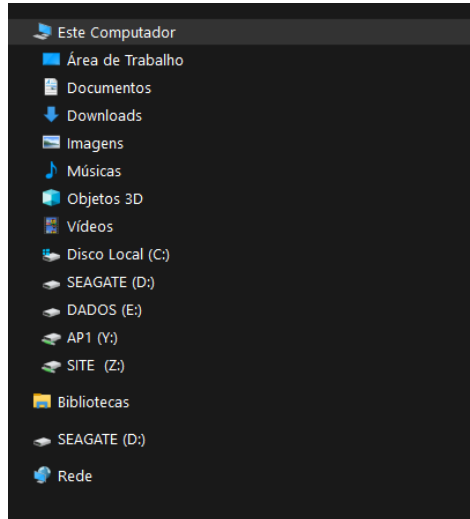 Este Computador
Área de Trabalho
Documentos
Downloads
Imagens
Músicas
Objetos 3D
Vídeos
Disco Local (C:)
SEAGATE (D:)
DADOS (E:)
AP1 (Y:)
SITE  (Z:)
Bibliotecas
SEAGATE (D:)
Rede